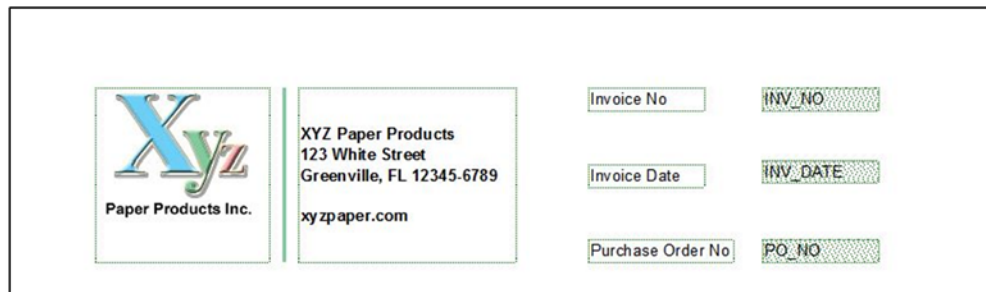 Xyz
Paper Products Inc.
XYZ Paper Products
123 White Street
Greenville, FL 12345-6789
xyzpaper.com
Invoice No INV_NO
Invoice Date INV_DATE
Purchase Order No PO_NO